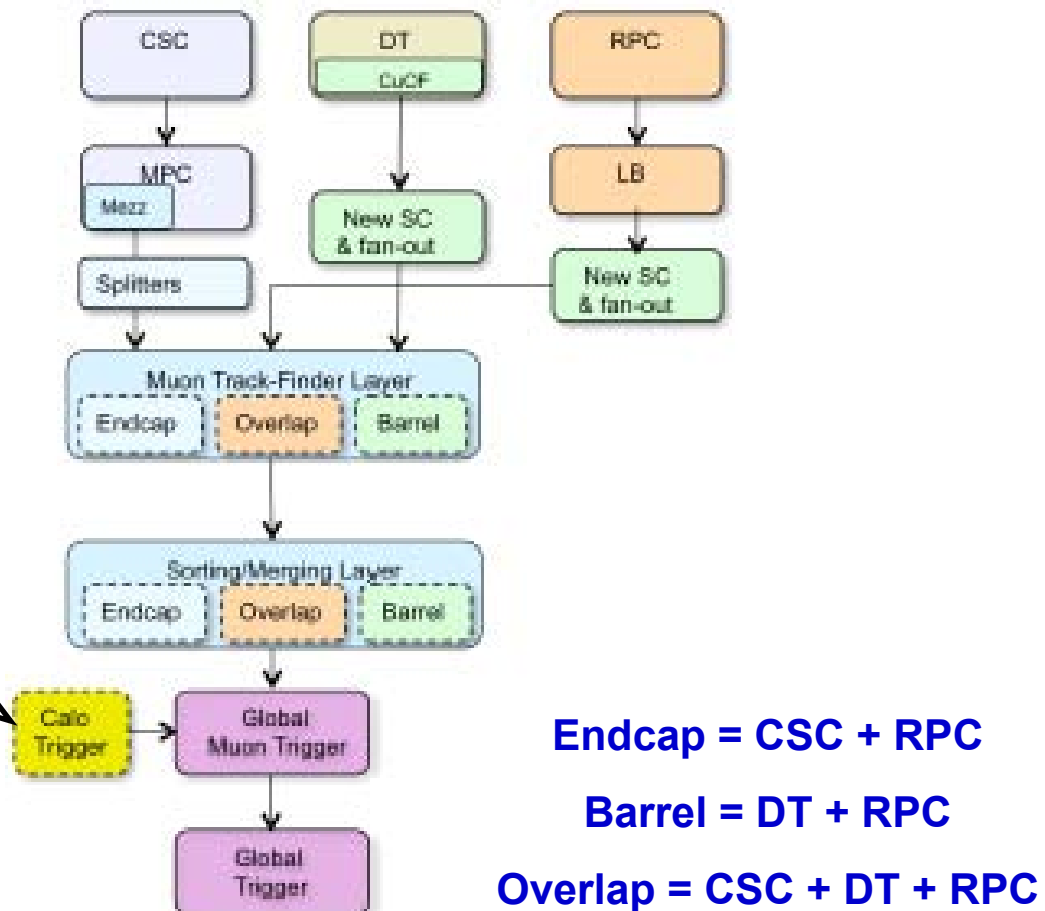 CSC
DT
CuOF
RPC
MPC
Mezz
LB
New SC
& fan-out
Splitters
New SC
& fan-out
Muon Track-Finder Layer
Endcap
Overlap
Barrel
Sorting/Merging Layer
Endcap
Overlap
Barrel
Calo
Trigger
Global
Muon Trigger
Global
Trigger
Endcap = CSC + RPC
Barrel = DT + RPC
Overlap = CSC + DT + RPC